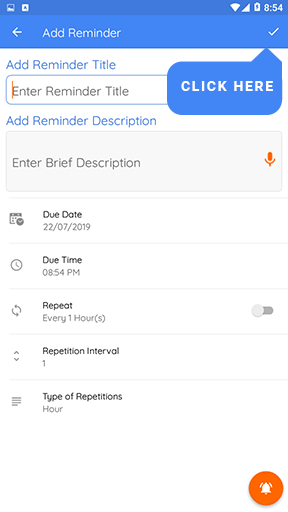 8:54
Add Reminder
Add Reminder Title
Enter Reminder Title
CLICK HERE
Add Reminder Description
Enter Brief Description
Due Date
22/07/2019
Due Time
08:54 PM
Repeat
Every 1 Hour(s)
Repetition Interval
1
Type of Repetitions
Hour